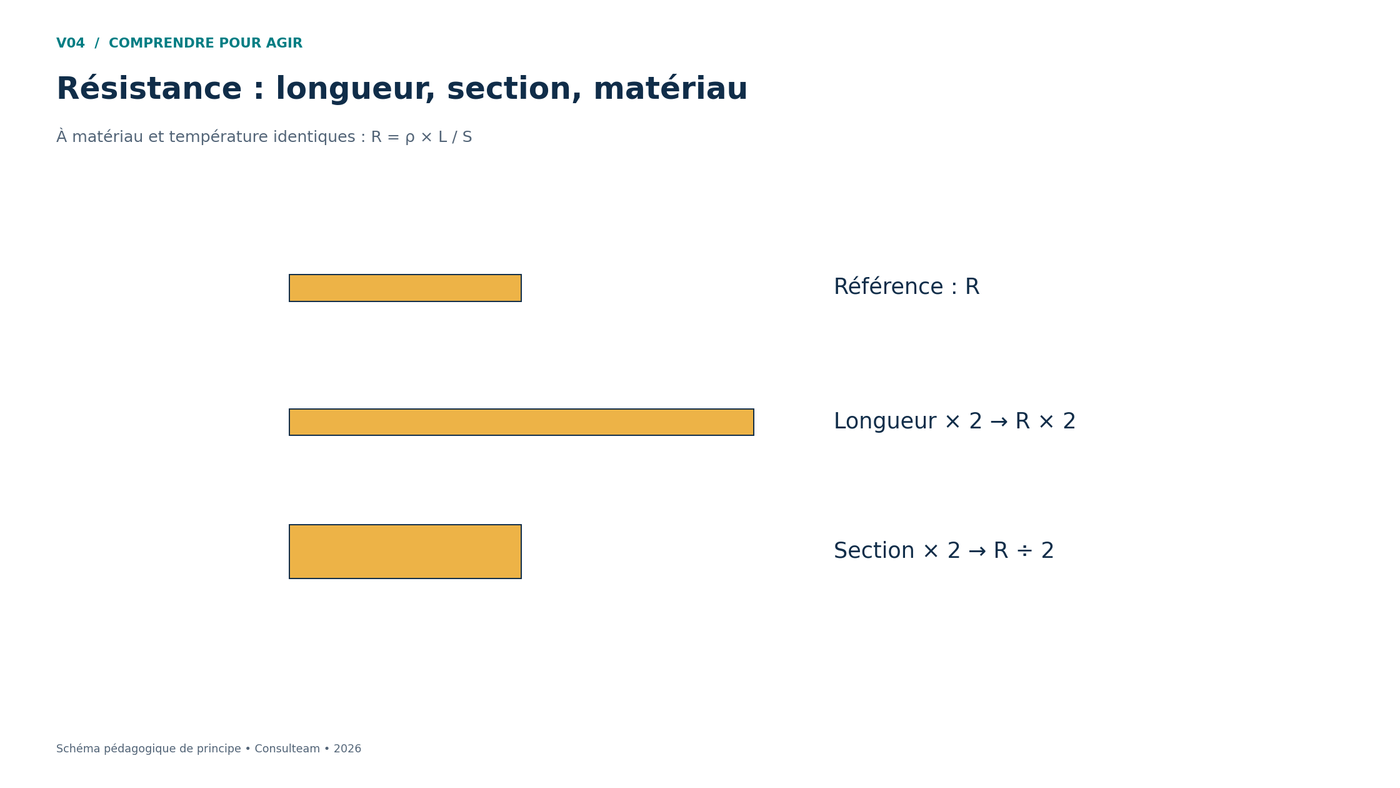 V04 / COMPRENDRE POUR AGIR
Résistance : longueur, section, matériau
À matériau et température identiques : R = ρ × L / S
Référence : R
Longueur × 2 → R × 2
Section × 2 → R ÷ 2
Schéma pédagogique de principe • Consulteam • 2026